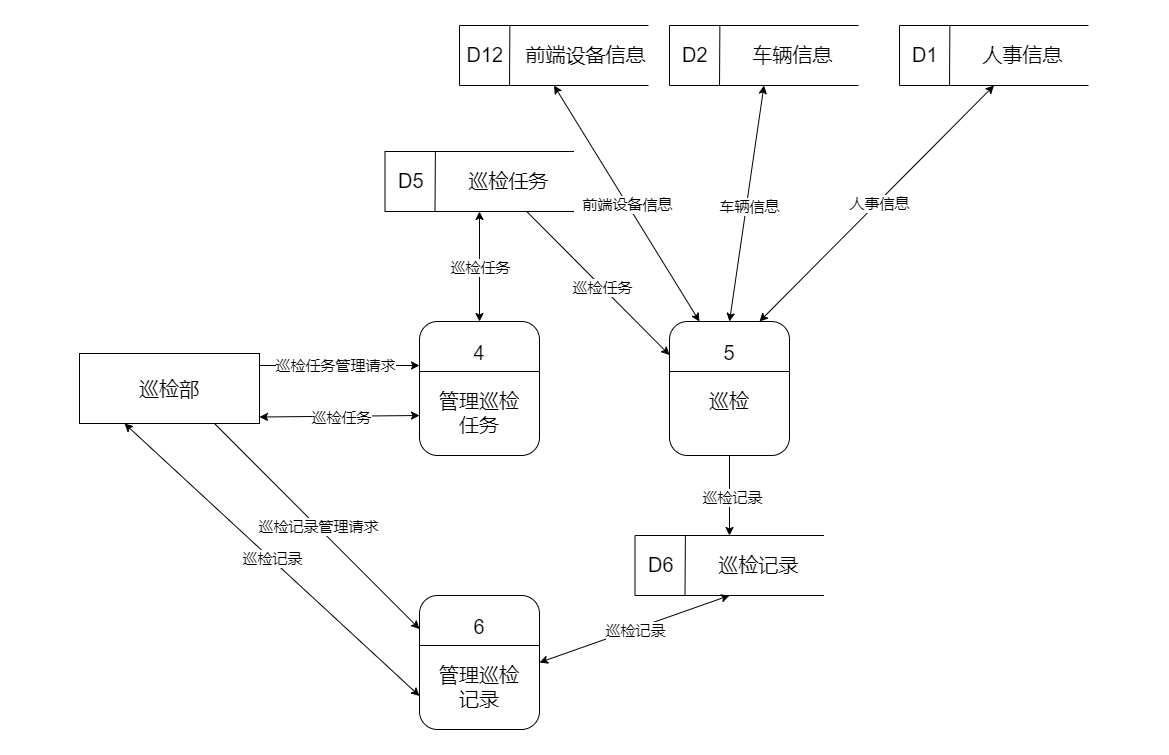 D12
前端设备信息
D2
车辆信息
D1
人事信息
D5
巡检任务
前端设备信息
车辆信息
人事信息
巡检任务
巡检任务
4
管理巡检
任务
5
巡检
巡检部
巡检任务管理请求
巡检任务
巡检记录
巡检记录管理请求
巡检记录
D6
巡检记录
巡检记录
6
管理巡检
记录